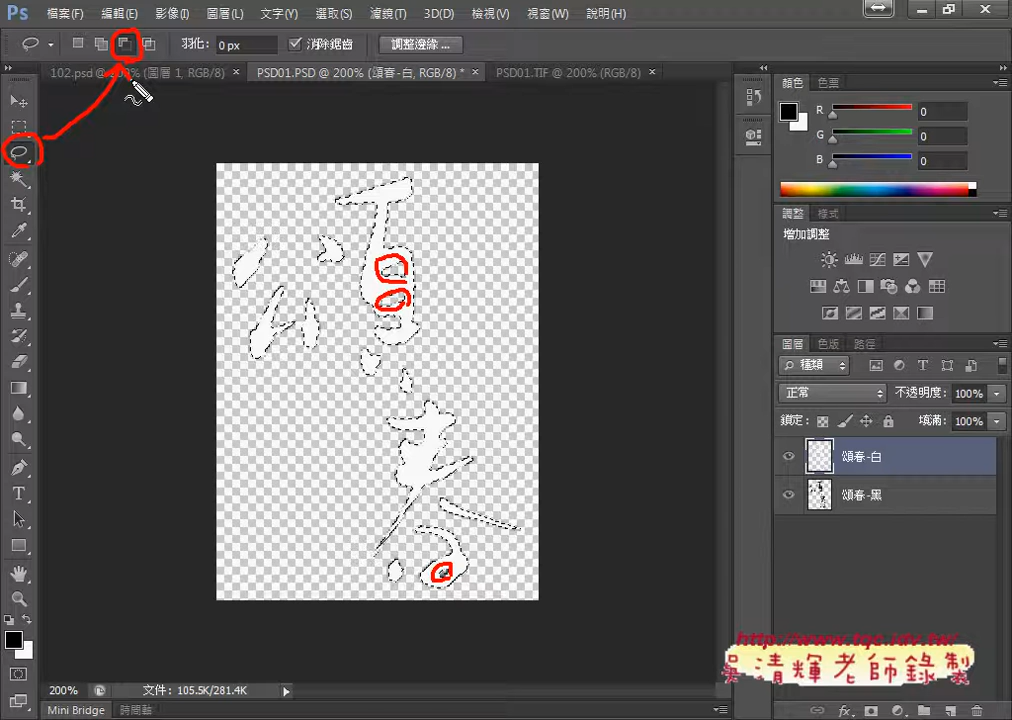 Ps 檔案(F) 編輯(E) 影像(I) 圖層(L) 文字(Y) 選取(S) 濾鏡(T) 3D(D) 檢視(V) 視窗(W) 說明(H)
羽化: 0 px 消除鋸齒 調整邊緣 ...
PSD01.PSD @ 200% (頌春-白, RGB/8) * ×
PSD01.TIF @ 200% (RGB/8) ×
顏色 色票
R 0
G 0
B 0
調整 樣式
增加調整
圖層 色版 路徑
種類
正常 不透明度: 100%
鎖定: 填滿: 100%
頌春-白
頌春-黑
http://www.tqc.idv.tw
吳清輝老師錄製
200% 文件: 105.5K/281.4K
Mini Bridge 時間軸